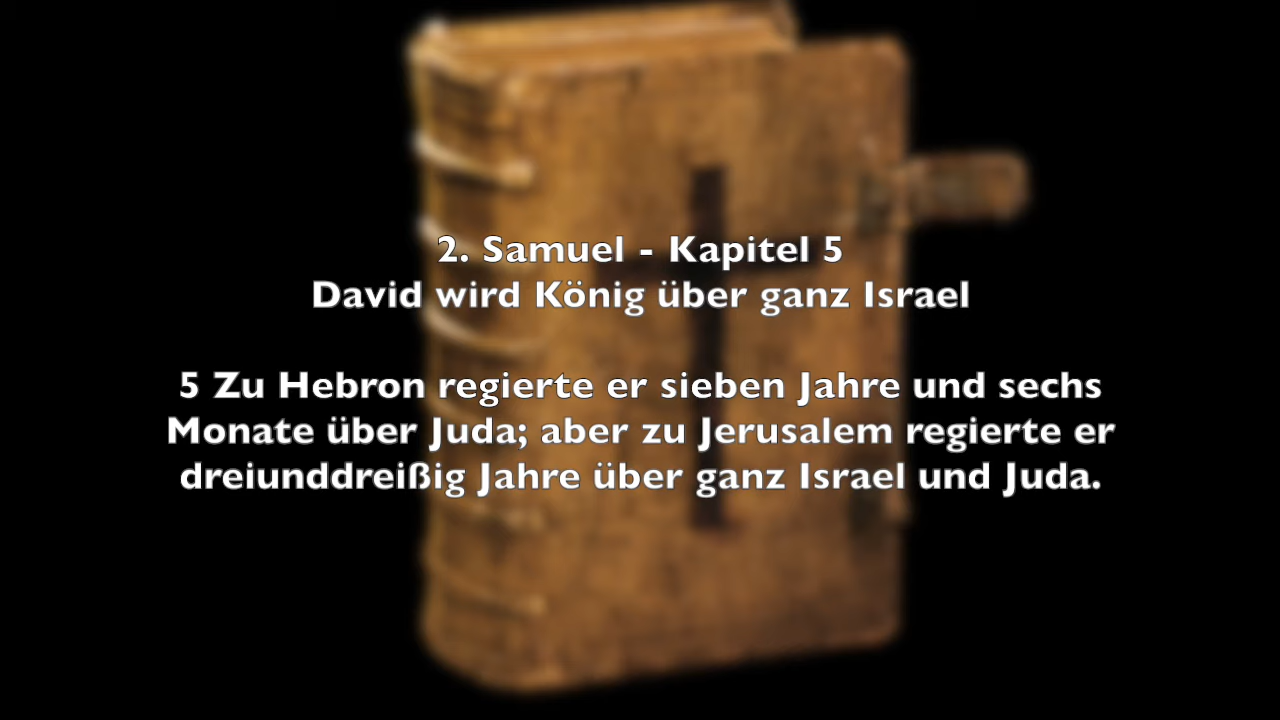 2. Samuel - Kapitel 5
David wird König über ganz Israel
5 Zu Hebron regierte er sieben Jahre und sechs
Monate über Juda; aber zu Jerusalem regierte er
dreiunddreißig Jahre über ganz Israel und Juda.